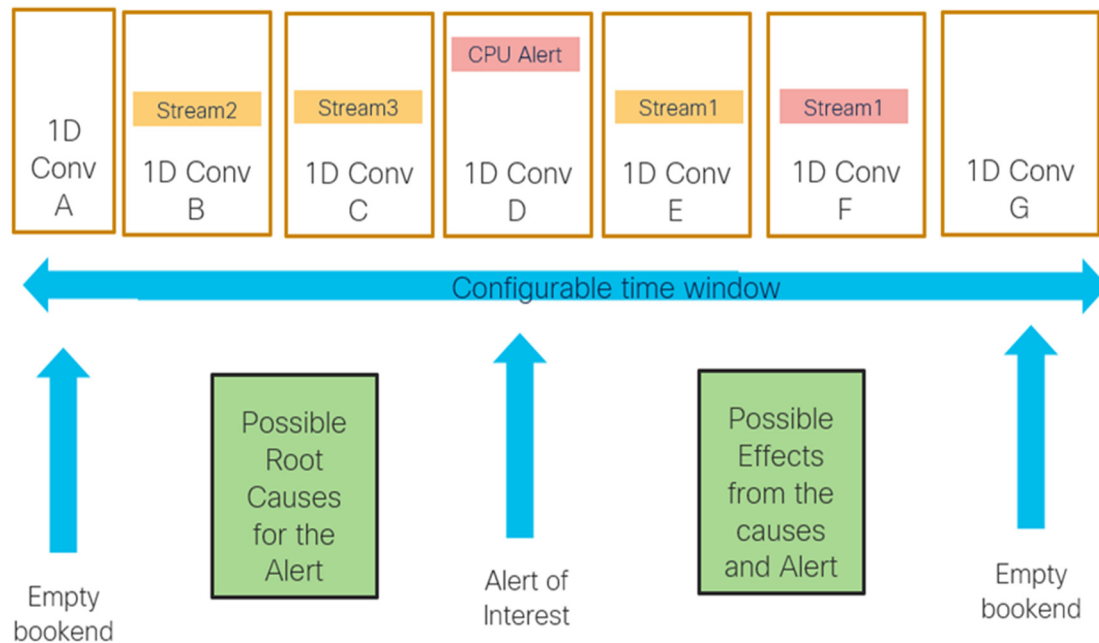 CPU Alert
Stream2
Stream3
Stream1
Stream1
1D
Conv
A
1D Conv
B
1D Conv
C
1D Conv
D
1D Conv
E
1D Conv
F
1D Conv
G
Configurable time window
Possible
Root
Causes
for the
Alert
Possible
Effects
from the
causes
and Alert
Empty
bookend
Alert of
Interest
Empty
bookend